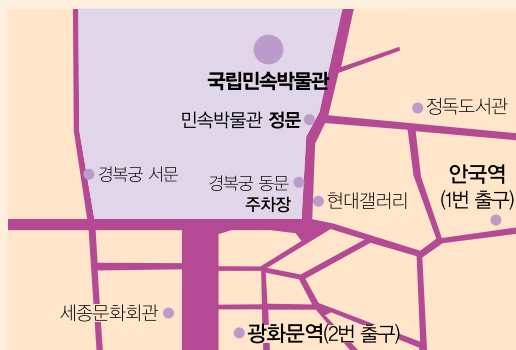 국립민속박물관
민속박물관 정문
정독도서관
경복궁 서문
경복궁 동문
주차장
현대갤러리
안국역
(1번 출구)
세종문화회관
광화문역(2번 출구)